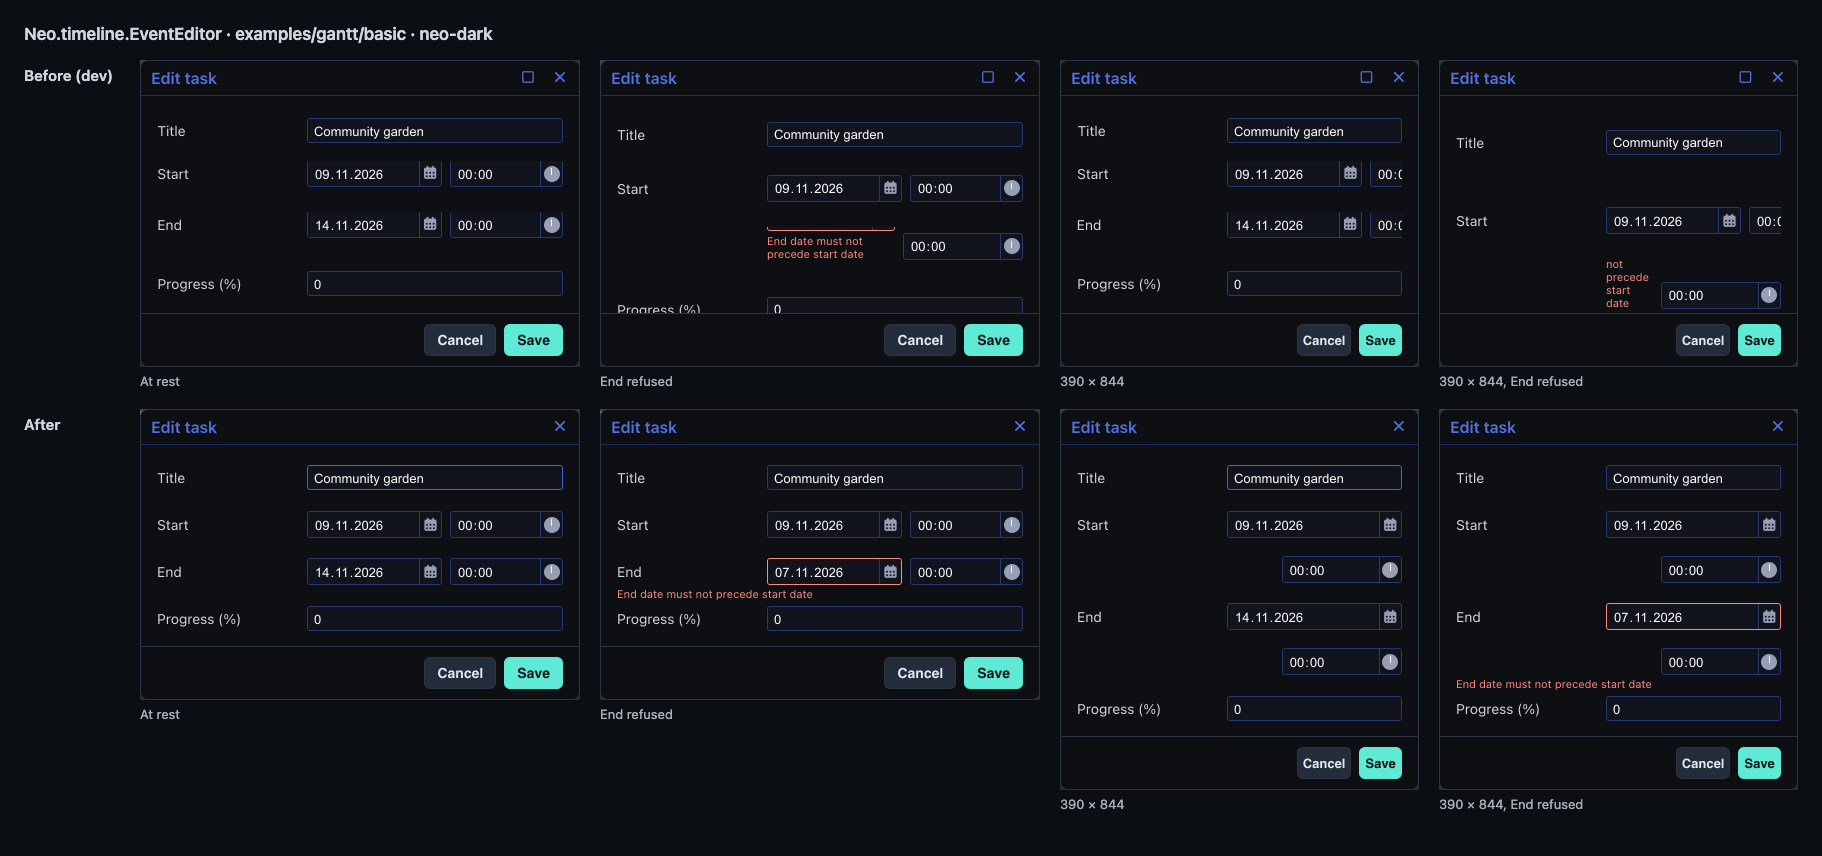 Neo.timeline.EventEditor · examples/gantt/basic · neo-dark
Before (dev)
Edit task
Title
Community garden
Start
09.11.2026
00:00
End
14.11.2026
00:00
Progress (%)
0
Cancel
Save
At rest
Edit task
Title
Community garden
Start
09.11.2026
00:00
End date must not
precede start date
00:00
Progress (%)
0
Cancel
Save
End refused
Edit task
Title
Community garden
Start
09.11.2026
00:0
End
14.11.2026
00:0
Progress (%)
0
Cancel
Save
390 × 844
Edit task
Title
Community garden
Start
09.11.2026
00:0
not
precede
start
date
00:00
Cancel
Save
390 × 844, End refused
After
Edit task
Title
Community garden
Start
09.11.2026
00:00
End
14.11.2026
00:00
Progress (%)
0
Cancel
Save
At rest
Edit task
Title
Community garden
Start
09.11.2026
00:00
End
07.11.2026
00:00
End date must not precede start date
Progress (%)
0
Cancel
Save
End refused
Edit task
Title
Community garden
Start
09.11.2026
00:00
End
14.11.2026
00:00
Progress (%)
0
Cancel
Save
390 × 844
Edit task
Title
Community garden
Start
09.11.2026
00:00
End
07.11.2026
00:00
End date must not precede start date
Progress (%)
0
Cancel
Save
390 × 844, End refused